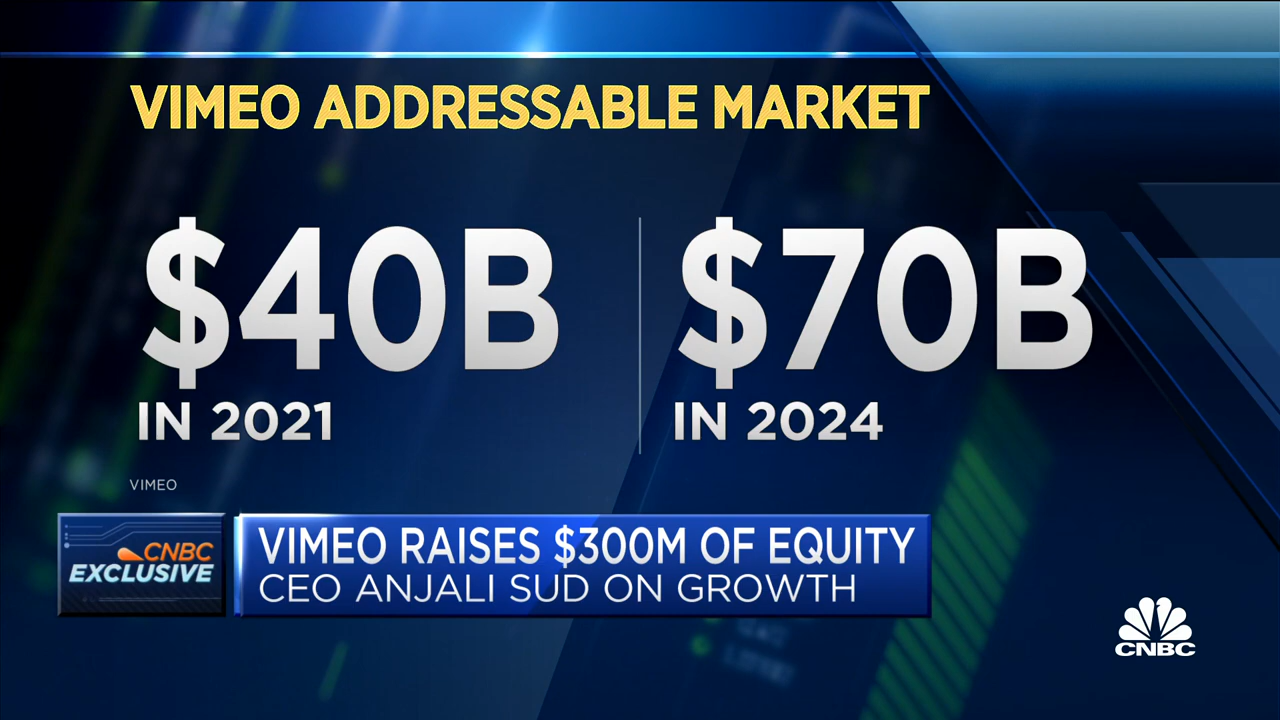 VIMEO ADDRESSABLE MARKET
$40B
IN 2021
$70B
IN 2024
VIMEO
CNBC
EXCLUSIVE
VIMEO RAISES $300M OF EQUITY
CEO ANJALI SUD ON GROWTH
CNBC